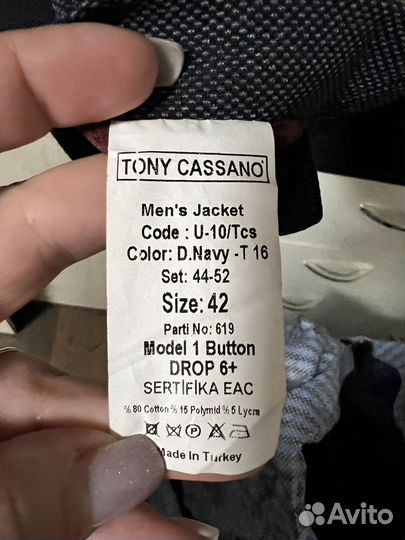 TONY CASSANO
Men's Jacket
Code : U-10/Tcs
Color: D.Navy -T 16
Set: 44-52
Size: 42
Parti No: 619
Model 1 Button
DROP 6+
SERTİFİKA EAC
% 80 Cotton % 15 Polymid % 5 Lycra
Made In Turkey
Avito